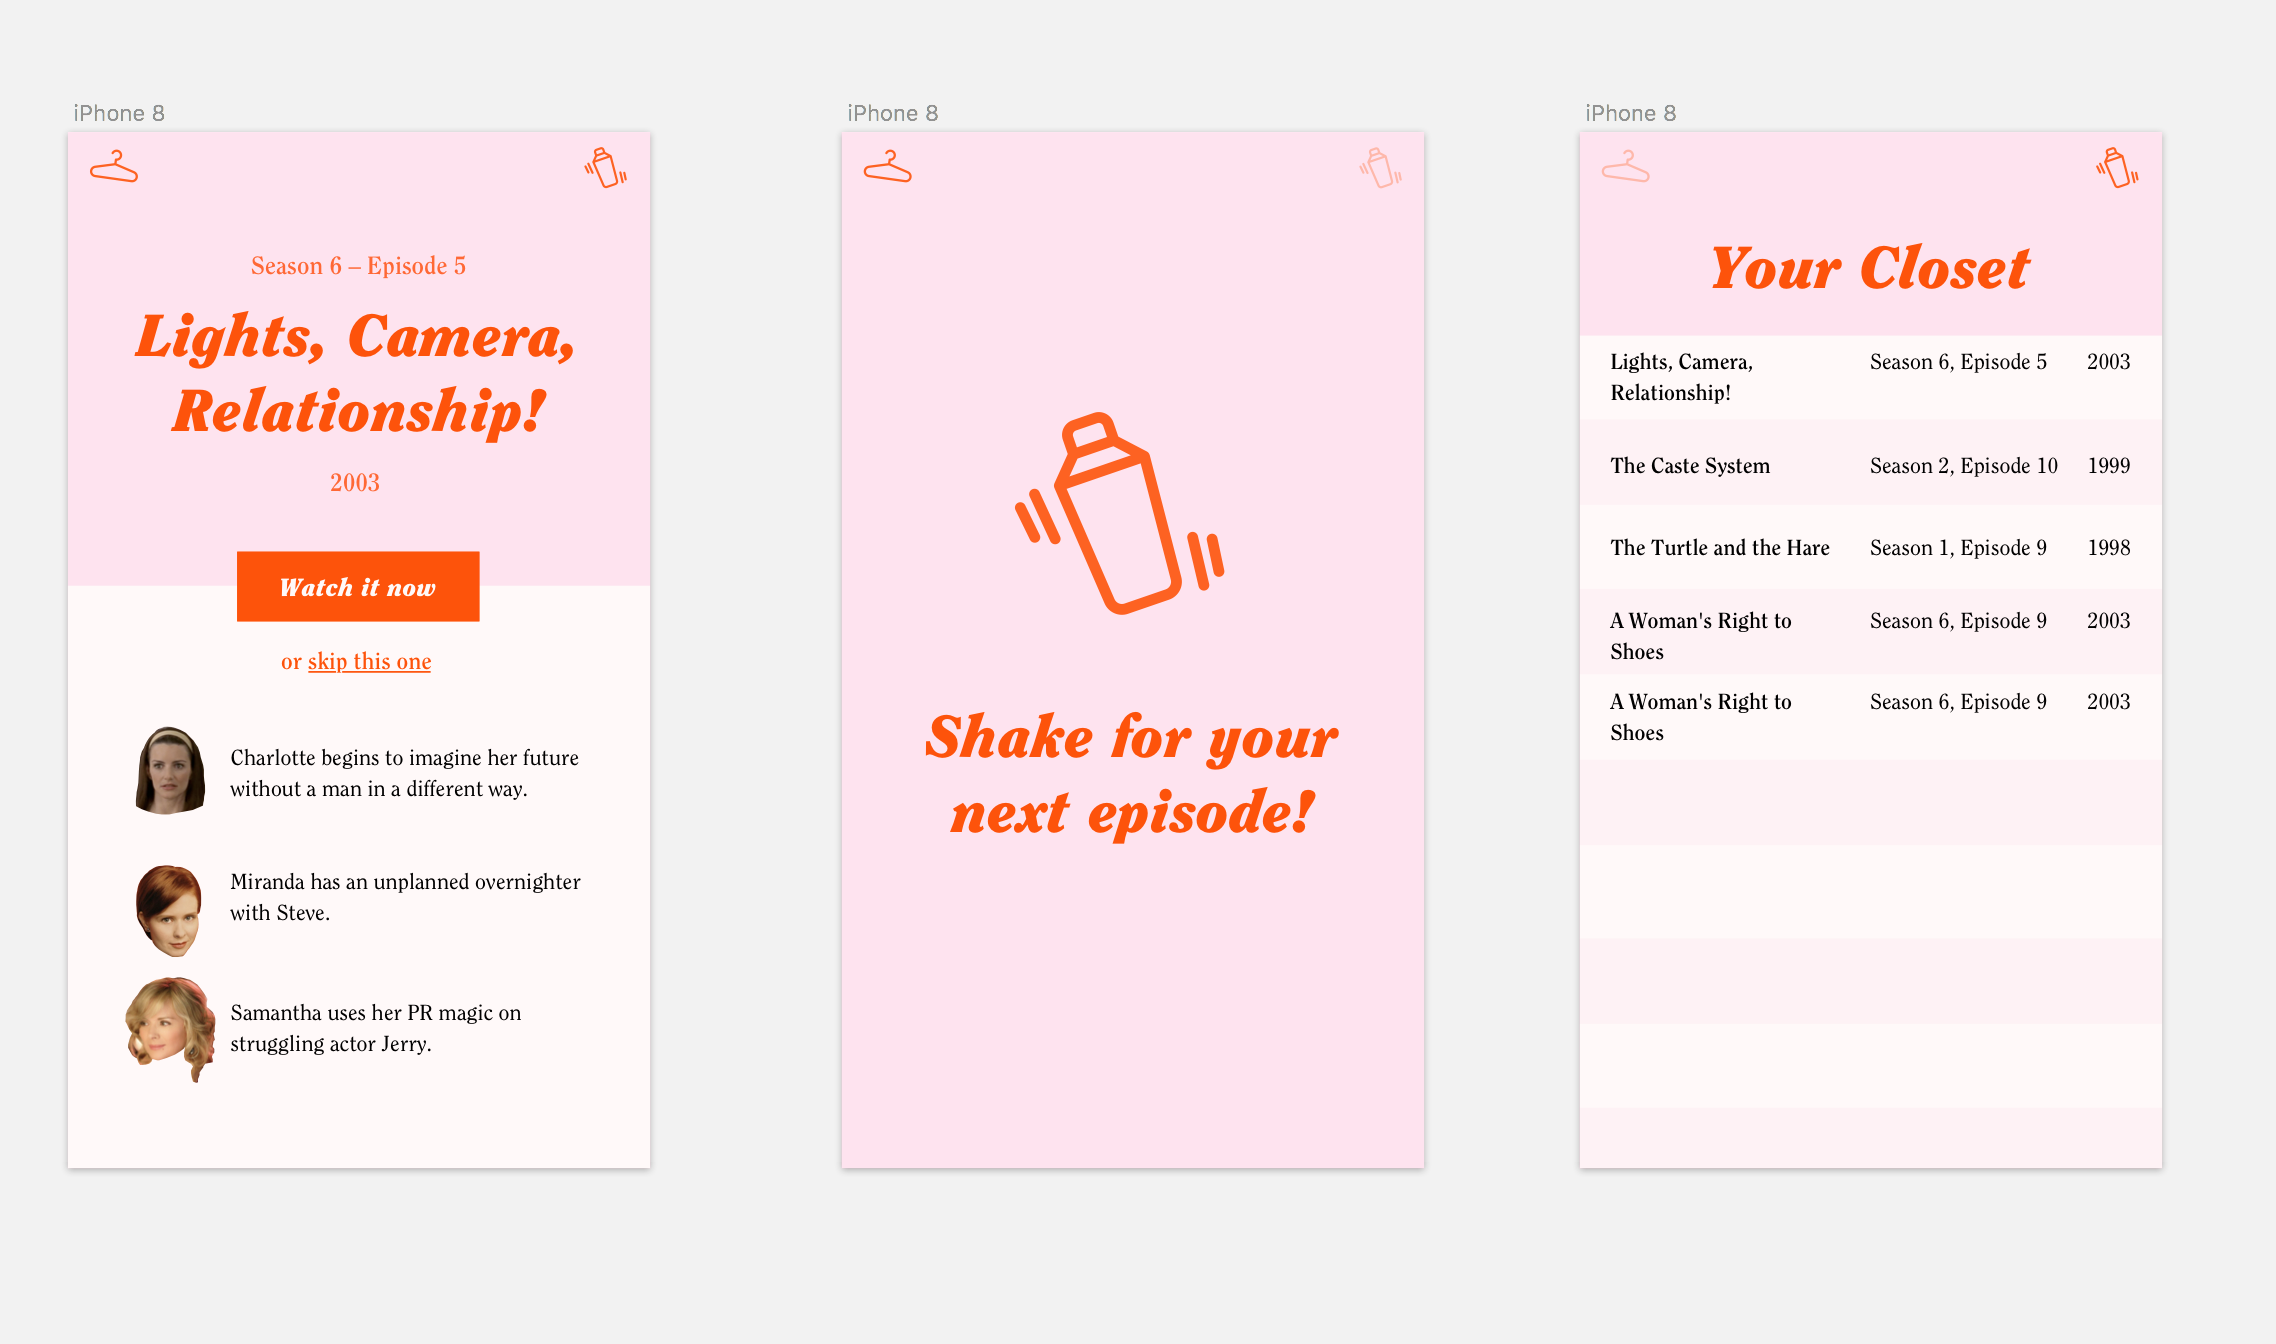 iPhone 8
Season 6 – Episode 5
Lights, Camera,
Relationship!
2003
Watch it now
or skip this one
Charlotte begins to imagine her future
without a man in a different way.
Miranda has an unplanned overnighter
with Steve.
Samantha uses her PR magic on
struggling actor Jerry.
iPhone 8
Shake for your
next episode!
iPhone 8
Your Closet
Lights, Camera, Season 6, Episode 5 2003
Relationship!
The Caste System Season 2, Episode 10 1999
The Turtle and the Hare Season 1, Episode 9 1998
A Woman's Right to Season 6, Episode 9 2003
Shoes
A Woman's Right to Season 6, Episode 9 2003
Shoes